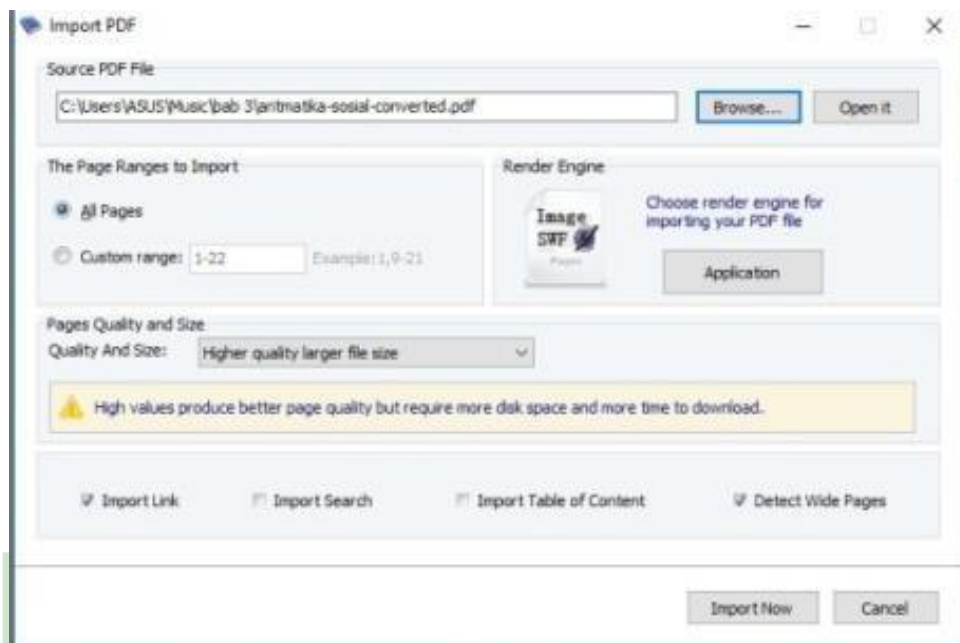 Import PDF
Source PDF File
C:\Users\ASUS\Music\bab 3\aritmatika-sosial-converted.pdf
Browse...
Open it
The Page Ranges to Import
All Pages
Custom range: 1-22 Example:1,9-21
Render Engine
Image
SWF
Pages
Choose render engine for
importing your PDF file
Application
Pages Quality and Size
Quality And Size: Higher quality larger file size
High values produce better page quality but require more disk space and more time to download.
Import Link Import Search Import Table of Content Detect Wide Pages
Import Now Cancel